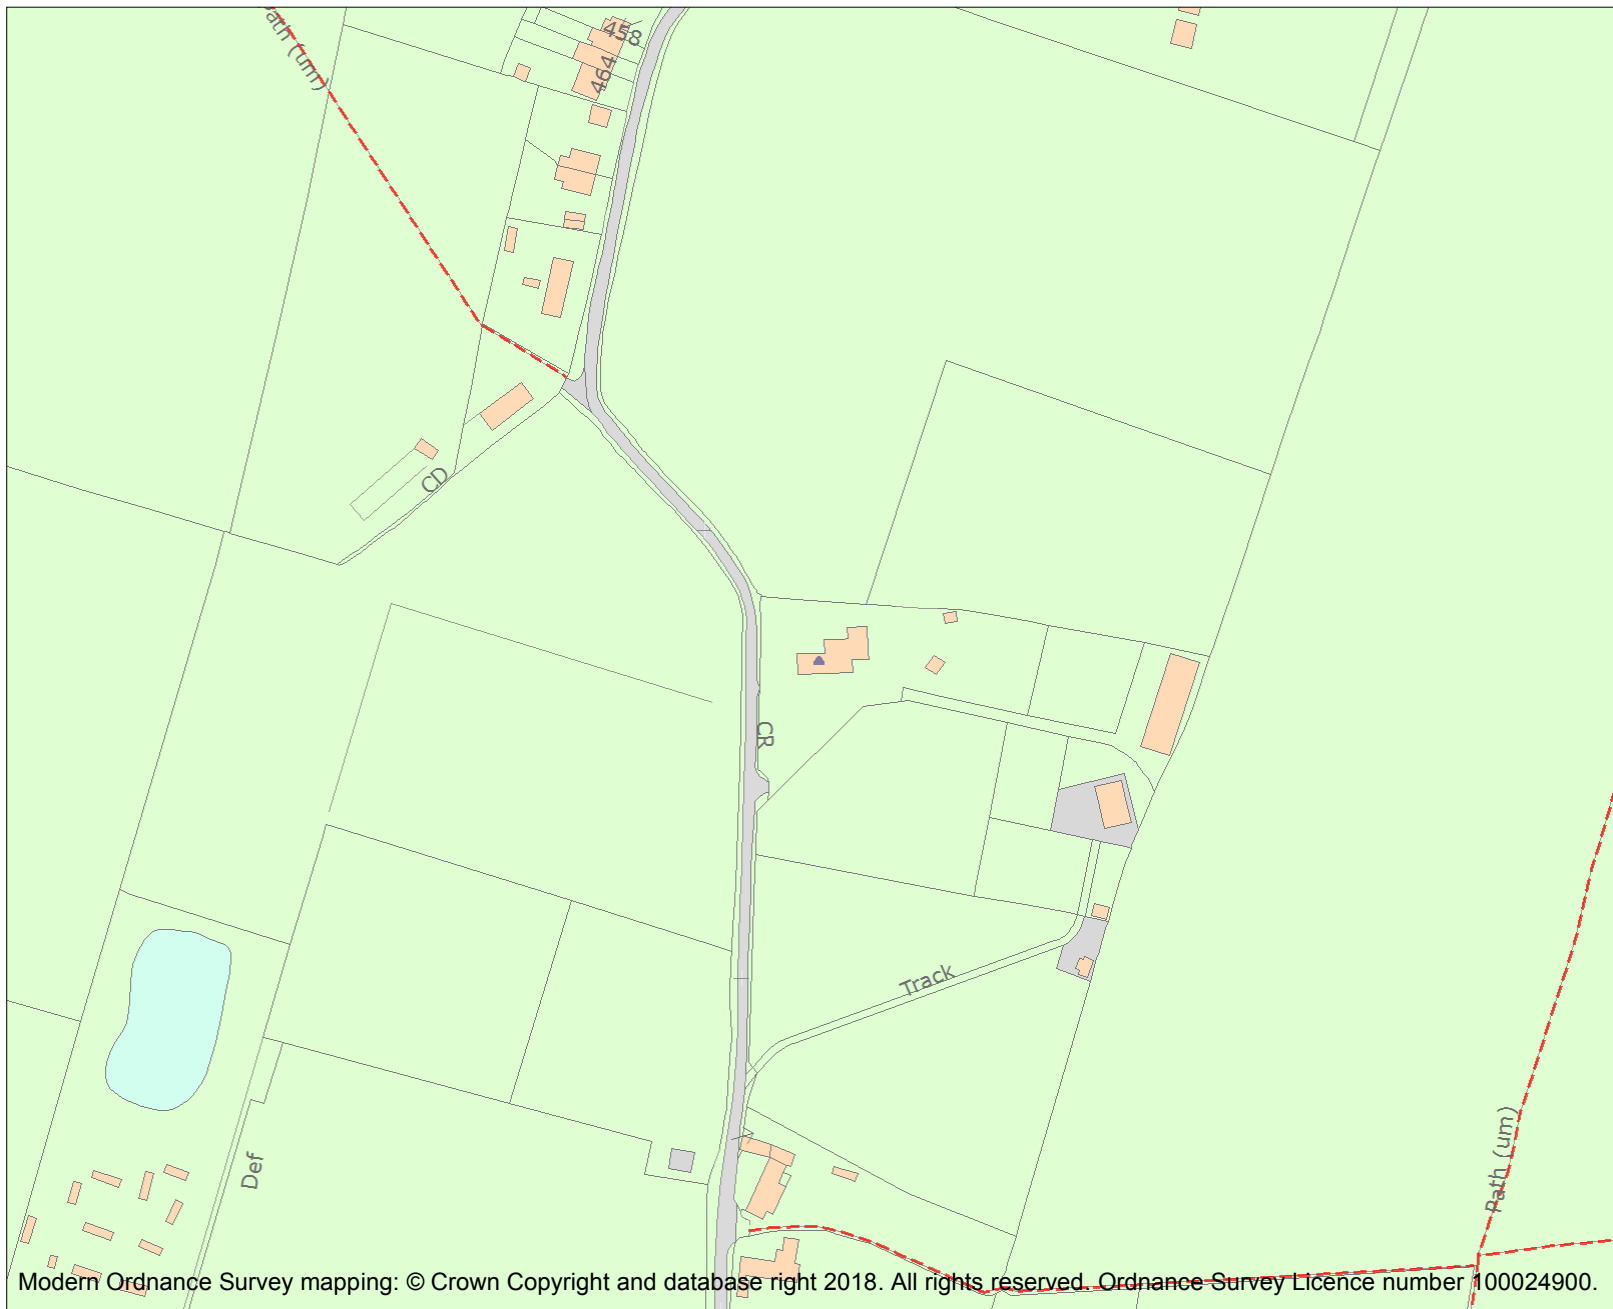 Path (um)
458
464
CD
CR
Track
Def
Path (um)
Modern Ordnance Survey mapping: © Crown Copyright and database right 2018. All rights reserved. Ordnance Survey Licence number 100024900.